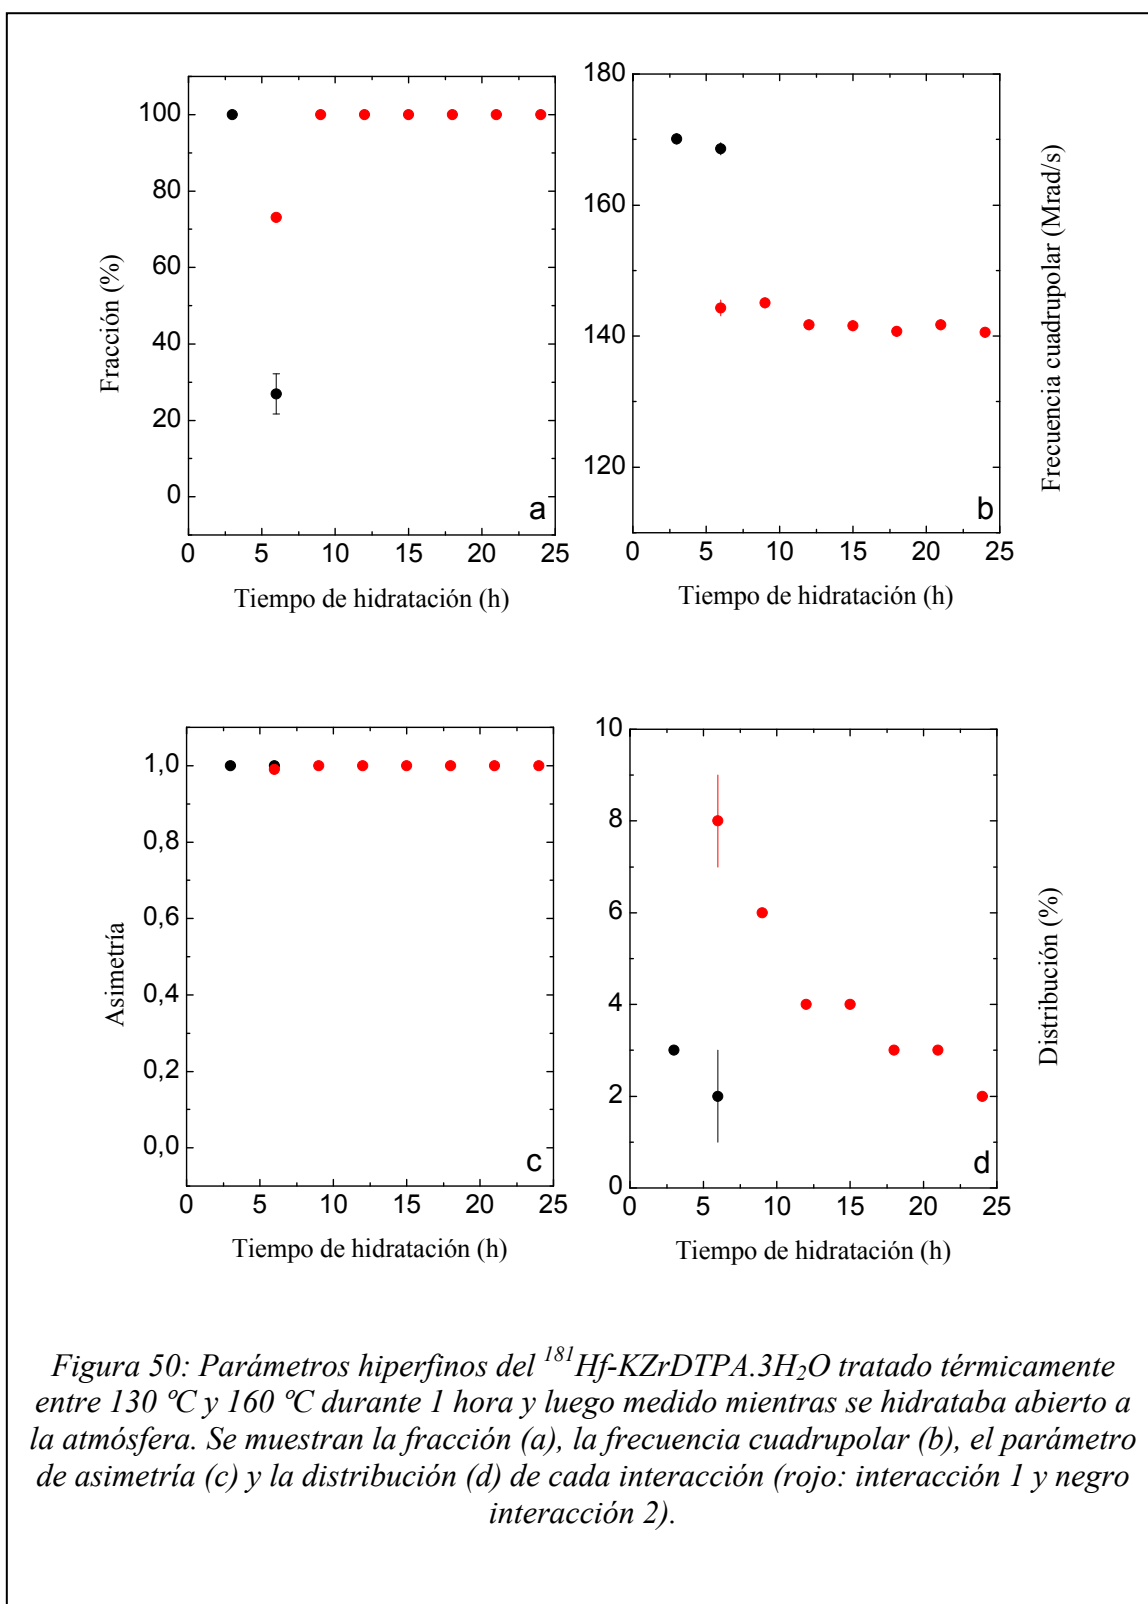 100
80
60
40
20
0
Fracción (%)
a
0 5 10 15 20 25
Tiempo de hidratación (h)
180
160
140
120
Frecuencia cuadrupolar (Mrad/s)
b
0 5 10 15 20 25
Tiempo de hidratación (h)
1,0
0,8
0,6
0,4
0,2
0,0
Asimetría
c
0 5 10 15 20 25
Tiempo de hidratación (h)
10
8
6
4
2
0
Distribución (%)
d
0 5 10 15 20 25
Tiempo de hidratación (h)
Figura 50: Parámetros hiperfinos del ¹⁸¹Hf-KZrDTPA.3H₂O tratado térmicamente
entre 130 ºC y 160 ºC durante 1 hora y luego medido mientras se hidrataba abierto a
la atmósfera. Se muestran la fracción (a), la frecuencia cuadrupolar (b), el parámetro
de asimetría (c) y la distribución (d) de cada interacción (rojo: interacción 1 y negro
interacción 2).